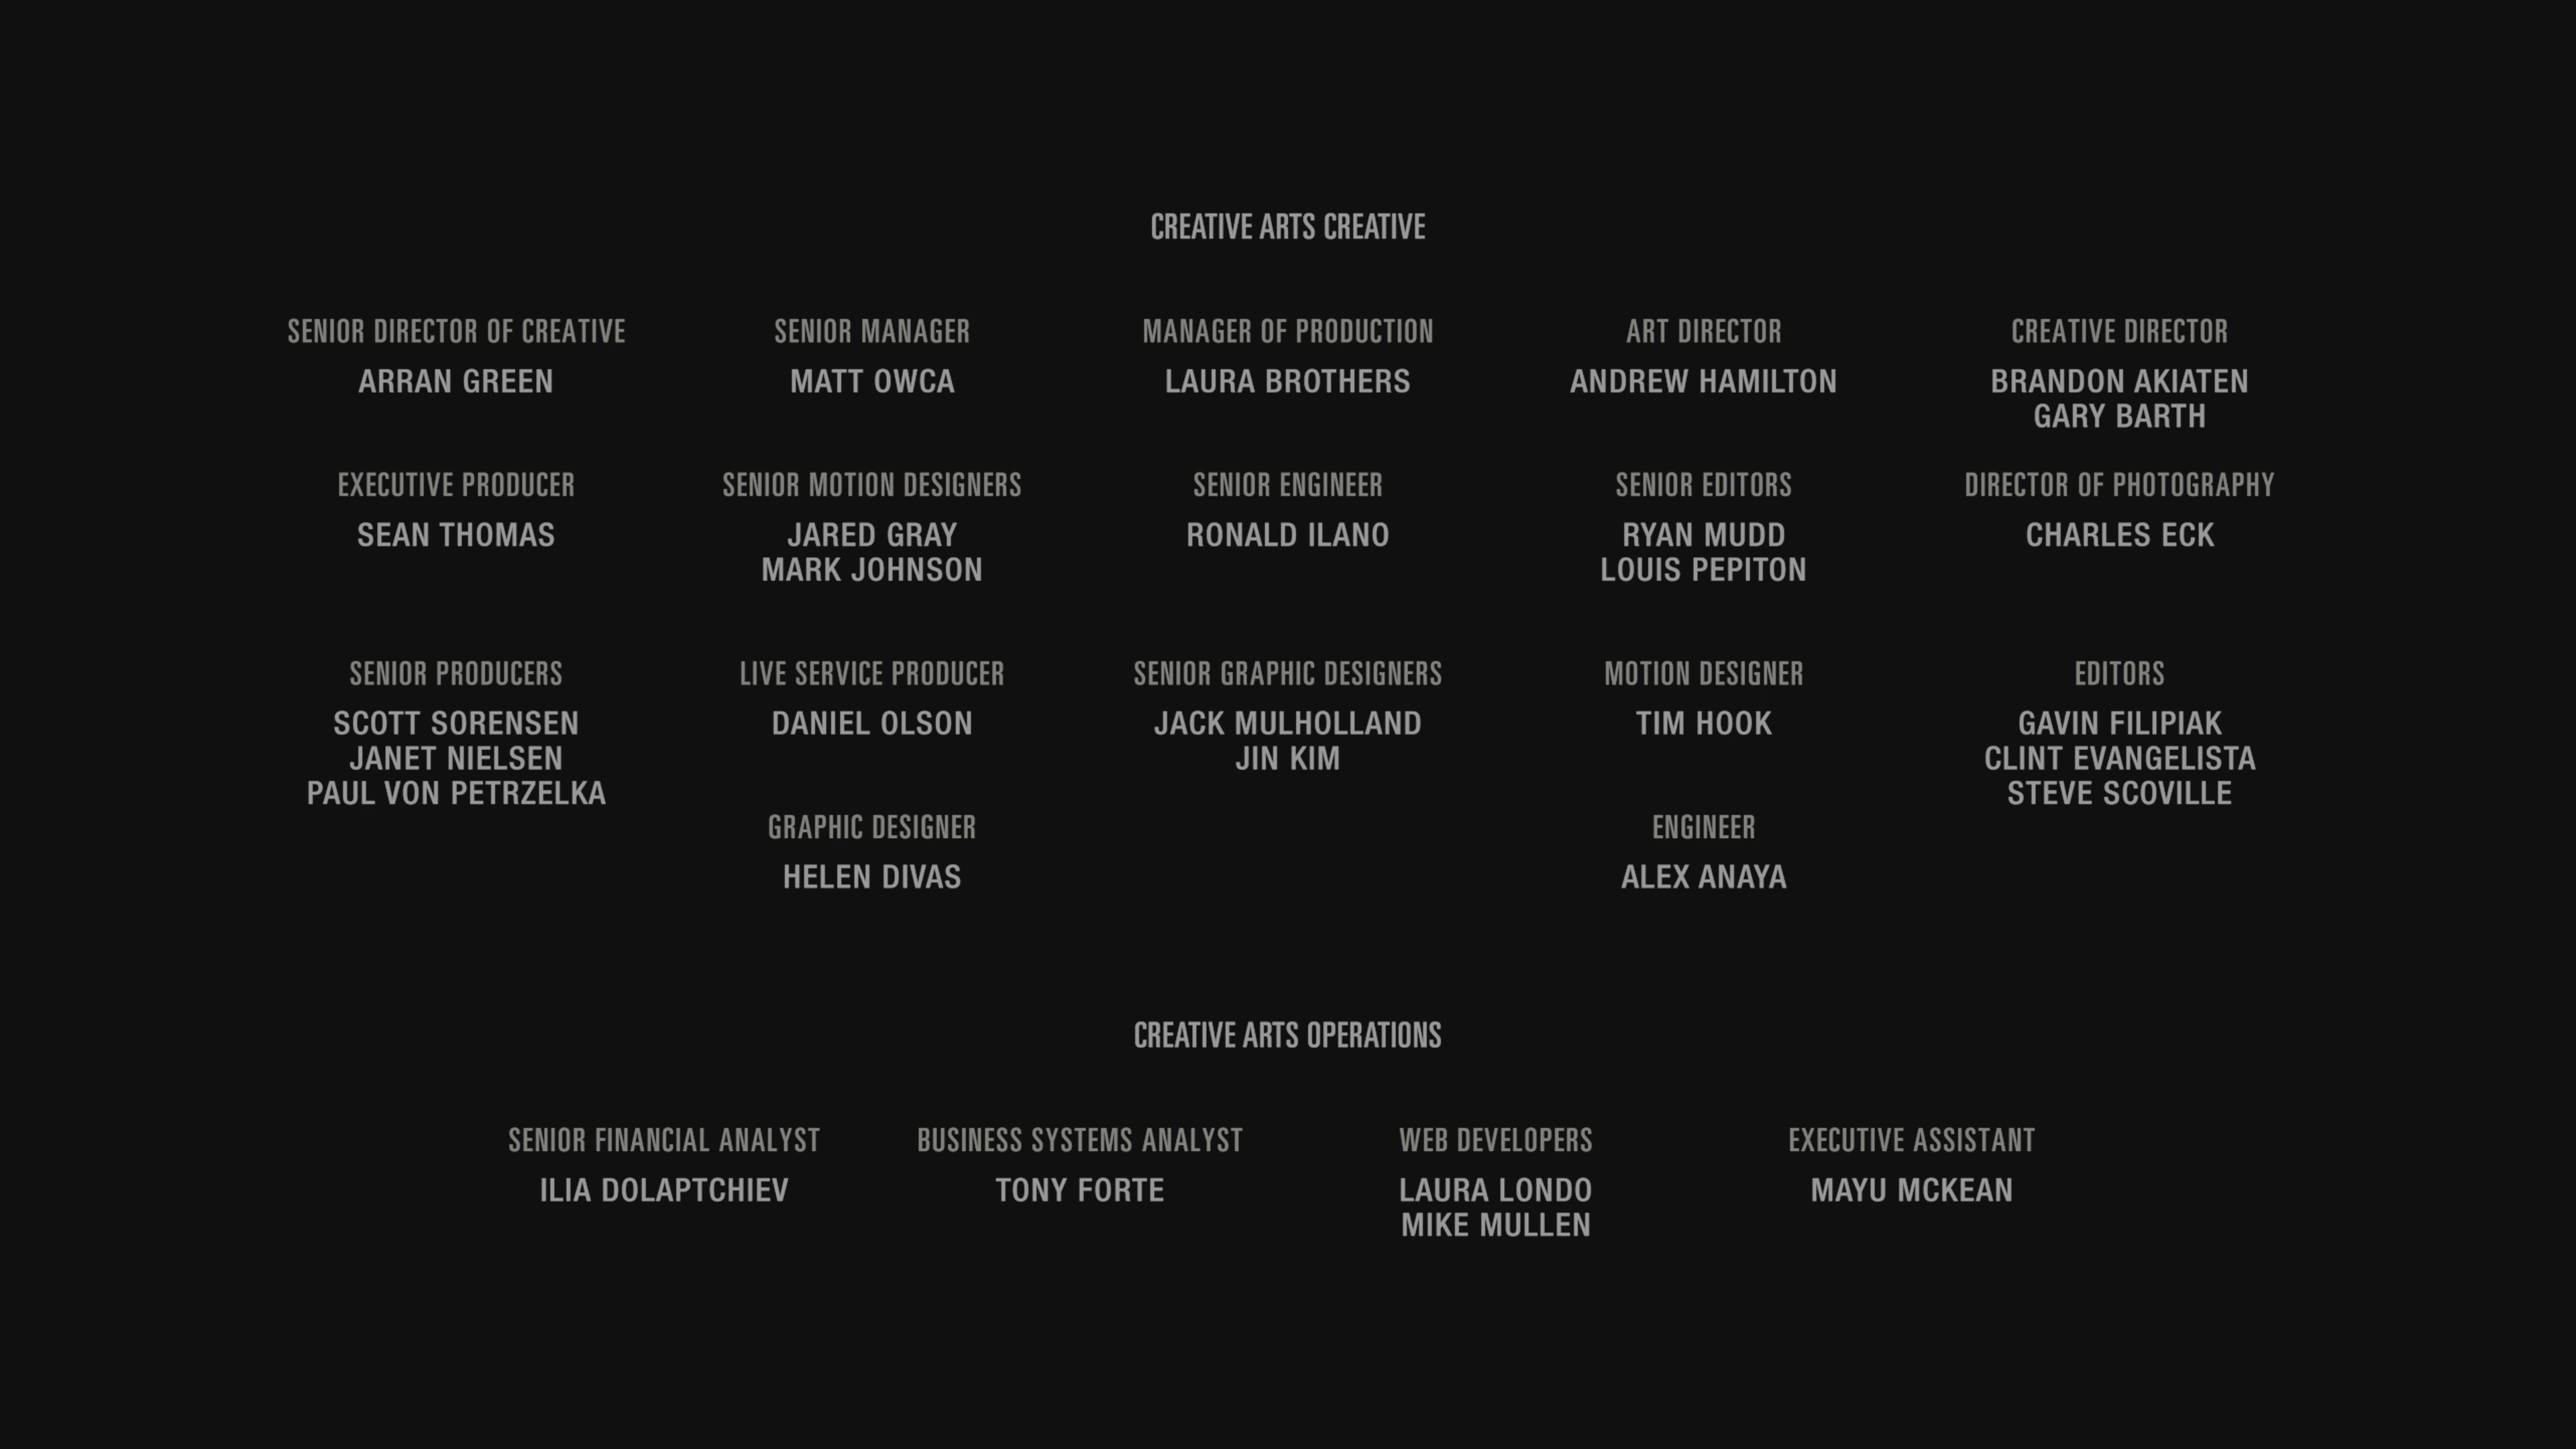 CREATIVE ARTS CREATIVE
SENIOR DIRECTOR OF CREATIVE
ARRAN GREEN
SENIOR MANAGER
MATT OWCA
MANAGER OF PRODUCTION
LAURA BROTHERS
ART DIRECTOR
ANDREW HAMILTON
CREATIVE DIRECTOR
BRANDON AKIATEN
GARY BARTH
EXECUTIVE PRODUCER
SEAN THOMAS
SENIOR MOTION DESIGNERS
JARED GRAY
MARK JOHNSON
SENIOR ENGINEER
RONALD ILANO
SENIOR EDITORS
RYAN MUDD
LOUIS PEPITON
DIRECTOR OF PHOTOGRAPHY
CHARLES ECK
SENIOR PRODUCERS
SCOTT SORENSEN
JANET NIELSEN
PAUL VON PETRZELKA
LIVE SERVICE PRODUCER
DANIEL OLSON
SENIOR GRAPHIC DESIGNERS
JACK MULHOLLAND
JIN KIM
MOTION DESIGNER
TIM HOOK
EDITORS
GAVIN FILIPIAK
CLINT EVANGELISTA
STEVE SCOVILLE
GRAPHIC DESIGNER
HELEN DIVAS
ENGINEER
ALEX ANAYA
CREATIVE ARTS OPERATIONS
SENIOR FINANCIAL ANALYST
ILIA DOLAPTCHIEV
BUSINESS SYSTEMS ANALYST
TONY FORTE
WEB DEVELOPERS
LAURA LONDO
MIKE MULLEN
EXECUTIVE ASSISTANT
MAYU MCKEAN